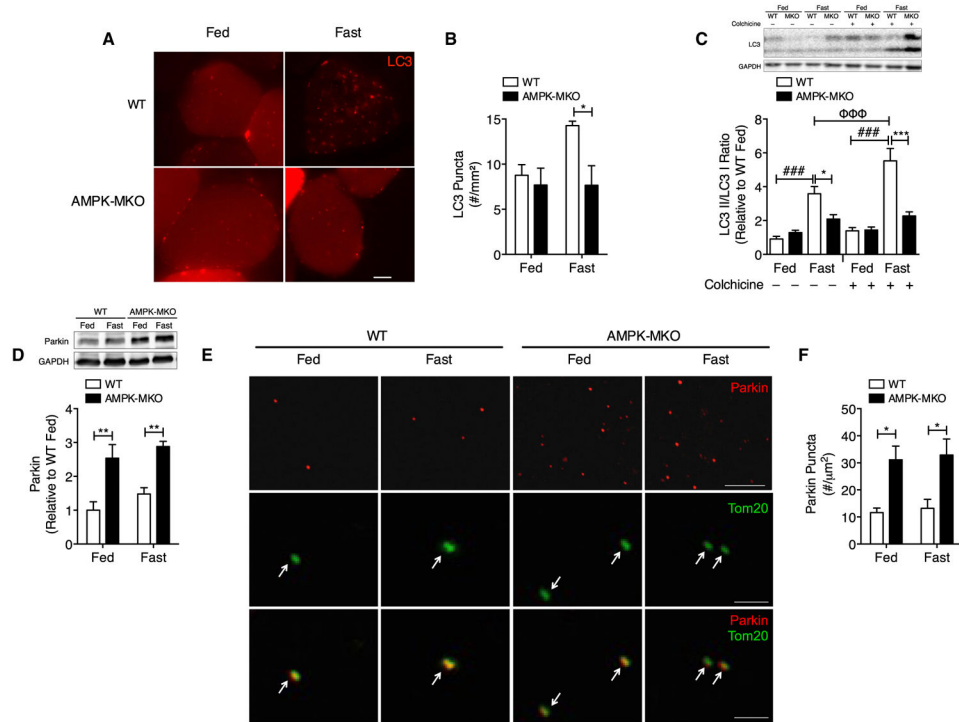 A
Fed Fast
LC3
WT
AMPK-MKO
B
WT
AMPK-MKO
*
LC3 Puncta
(#/mm²)
15
10
5
0
Fed Fast
C
Fed Fast Fed Fast
WT MKO WT MKO WT MKO WT MKO
Colchicine – – – – + + + +
LC3
GAPDH
WT
AMPK-MKO
ΦΦΦ
### * ### ***
LC3 II/LC3 I Ratio
(Relative to WT Fed)
8
6
4
2
0
Fed Fast Fed Fast
Colchicine – – – – + + + +
D
WT AMPK-MKO
Fed Fast Fed Fast
Parkin
GAPDH
WT
AMPK-MKO
** **
Parkin
(Relative to WT Fed)
4
3
2
1
0
Fed Fast
E
WT AMPK-MKO
Fed Fast Fed Fast
Parkin
Tom20
Parkin
Tom20
F
WT
AMPK-MKO
* *
Parkin Puncta
(#/μm²)
50
40
30
20
10
0
Fed Fast